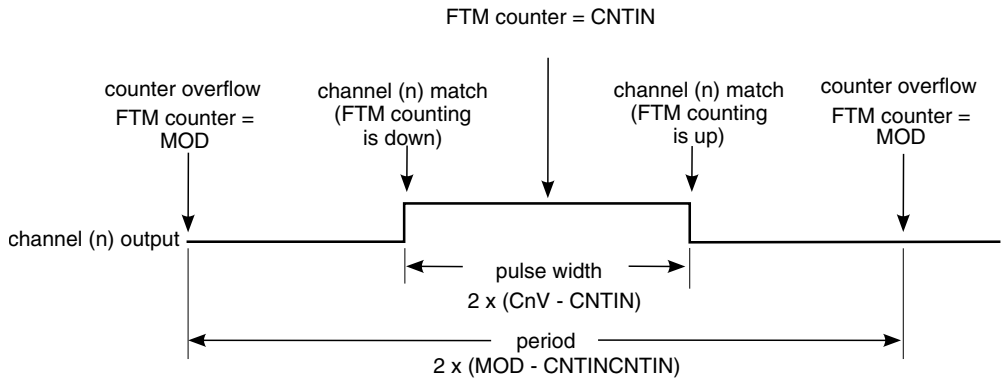 FTM counter = CNTIN
counter overflow
FTM counter =
MOD
channel (n) match
(FTM counting
is down)
channel (n) match
(FTM counting
is up)
counter overflow
FTM counter =
MOD
channel (n) output
pulse width
2 x (CnV - CNTIN)
period
2 x (MOD - CNTINCNTIN)